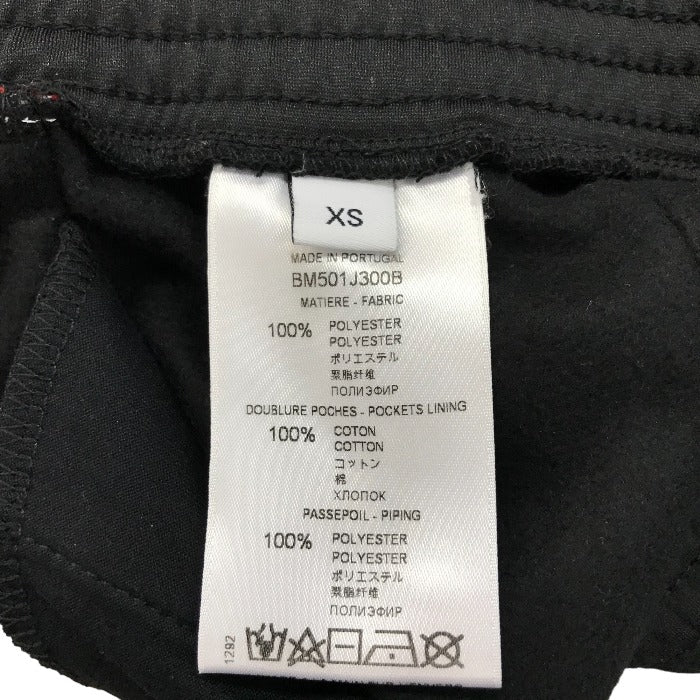 XS
MADE IN PORTUGAL
BM501J300B
MATIERE - FABRIC
100% POLYESTER
POLYESTER
ポリエステル
聚脂纤维
ПОЛИЭФИР
DOUBLURE POCHES - POCKETS LINING
100% COTON
COTTON
コットン
棉
ХЛОПОК
PASSEPOIL - PIPING
100% POLYESTER
POLYESTER
ポリエステル
聚脂纤维
ПОЛИЭФИР
1292